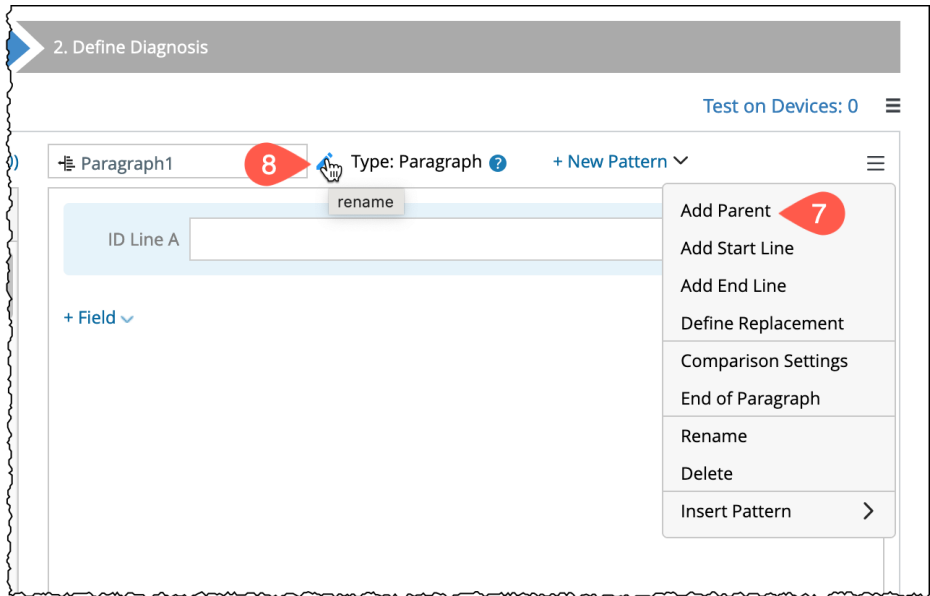 2. Define Diagnosis
Test on Devices: 0
Paragraph1
8
Type: Paragraph ?
+ New Pattern
rename
Add Parent
7
ID Line A
Add Start Line
Add End Line
+ Field
Define Replacement
Comparison Settings
End of Paragraph
Rename
Delete
Insert Pattern